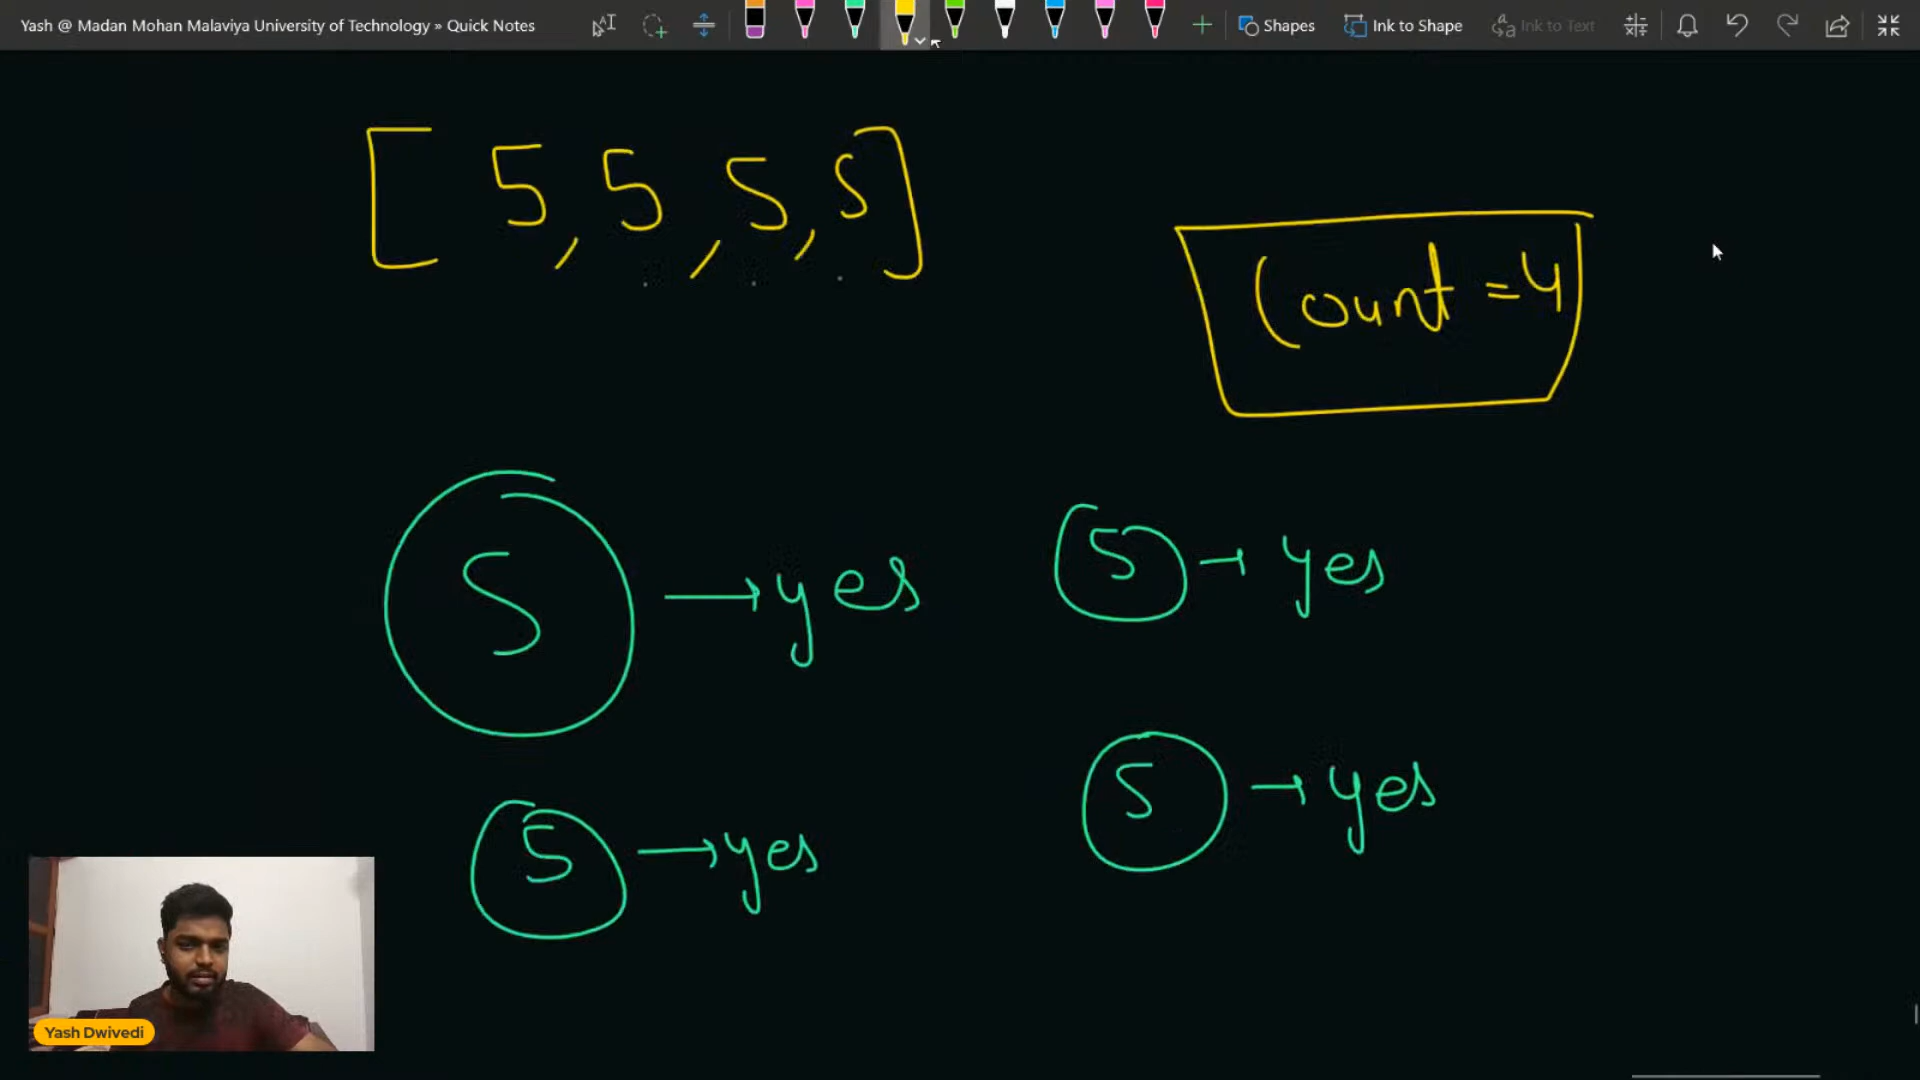 Yash @ Madan Mohan Malaviya University of Technology » Quick Notes
Shapes
Ink to Shape
Ink to Text
[ 5, 5, 5, 5]
Count = 4
5 → yes
5 → yes
5 → yes
5 → yes
Yash Dwivedi